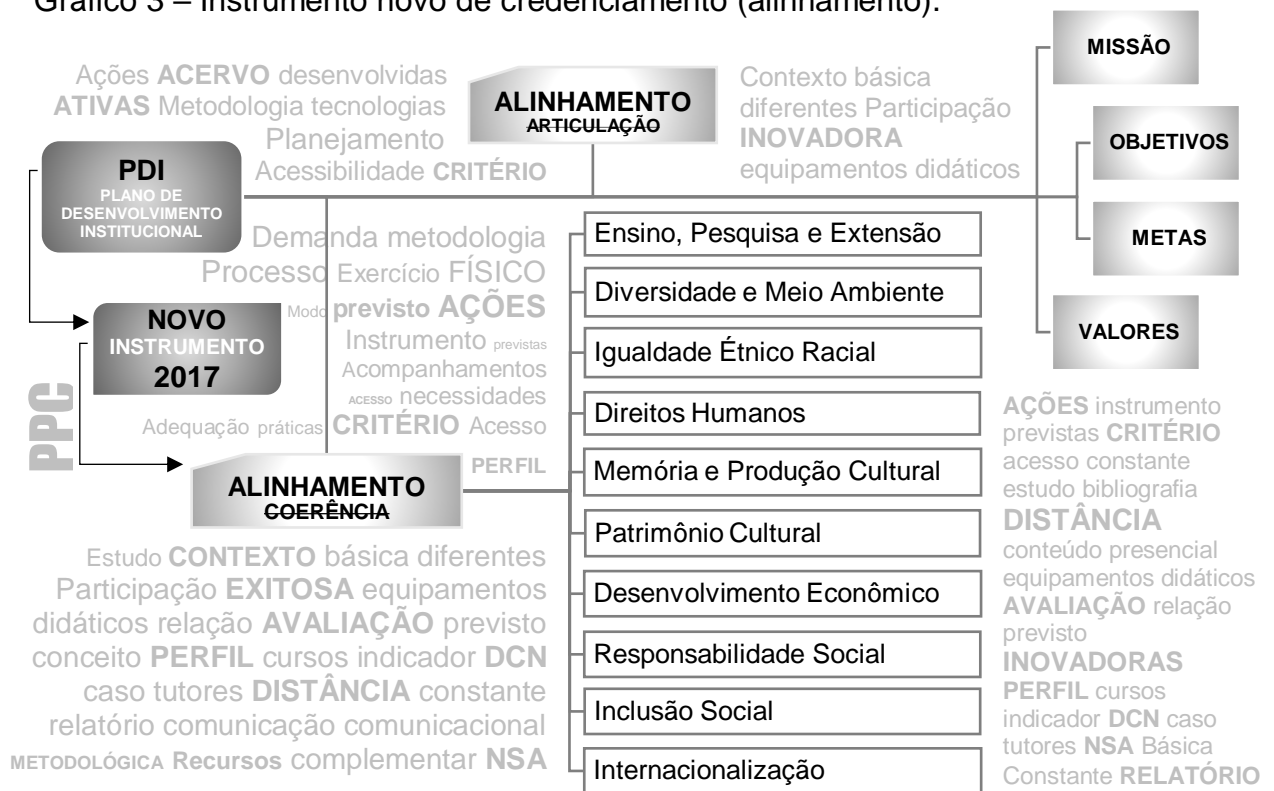 Gráfico 3 – Instrumento novo de credenciamento (alinhamento).
MISSÃO
OBJETIVOS
METAS
VALORES
Ações ACERVO desenvolvidas
ATIVAS Metodologia tecnologias
Planejamento
Acessibilidade CRITÉRIO
ALINHAMENTO
ARTICULAÇÃO
Contexto básica
diferentes Participação
INOVADORA
equipamentos didáticos
PDI
PLANO DE
DESENVOLVIMENTO
INSTITUCIONAL
Demanda metodologia
Processo Exercício FÍSICO
Modo previsto AÇÕES
Instrumento previstas
Acompanhamentos
ACESSO necessidades
Adequação práticas CRITÉRIO Acesso
PERFIL
NOVO
INSTRUMENTO
2017
PPC
ALINHAMENTO
COERÊNCIA
Ensino, Pesquisa e Extensão
Diversidade e Meio Ambiente
Igualdade Étnico Racial
Direitos Humanos
Memória e Produção Cultural
Patrimônio Cultural
Desenvolvimento Econômico
Responsabilidade Social
Inclusão Social
Internacionalização
Estudo CONTEXTO básica diferentes
Participação EXITOSA equipamentos
didáticos relação AVALIAÇÃO previsto
conceito PERFIL cursos indicador DCN
caso tutores DISTÂNCIA constante
relatório comunicação comunicacional
METODOLÓGICA Recursos complementar NSA
AÇÕES instrumento
previstas CRITÉRIO
acesso constante
estudo bibliografia
DISTÂNCIA
conteúdo presencial
equipamentos didáticos
AVALIAÇÃO relação
previsto
INOVADORAS
PERFIL cursos
indicador DCN caso
tutores NSA Básica
Constante RELATÓRIO